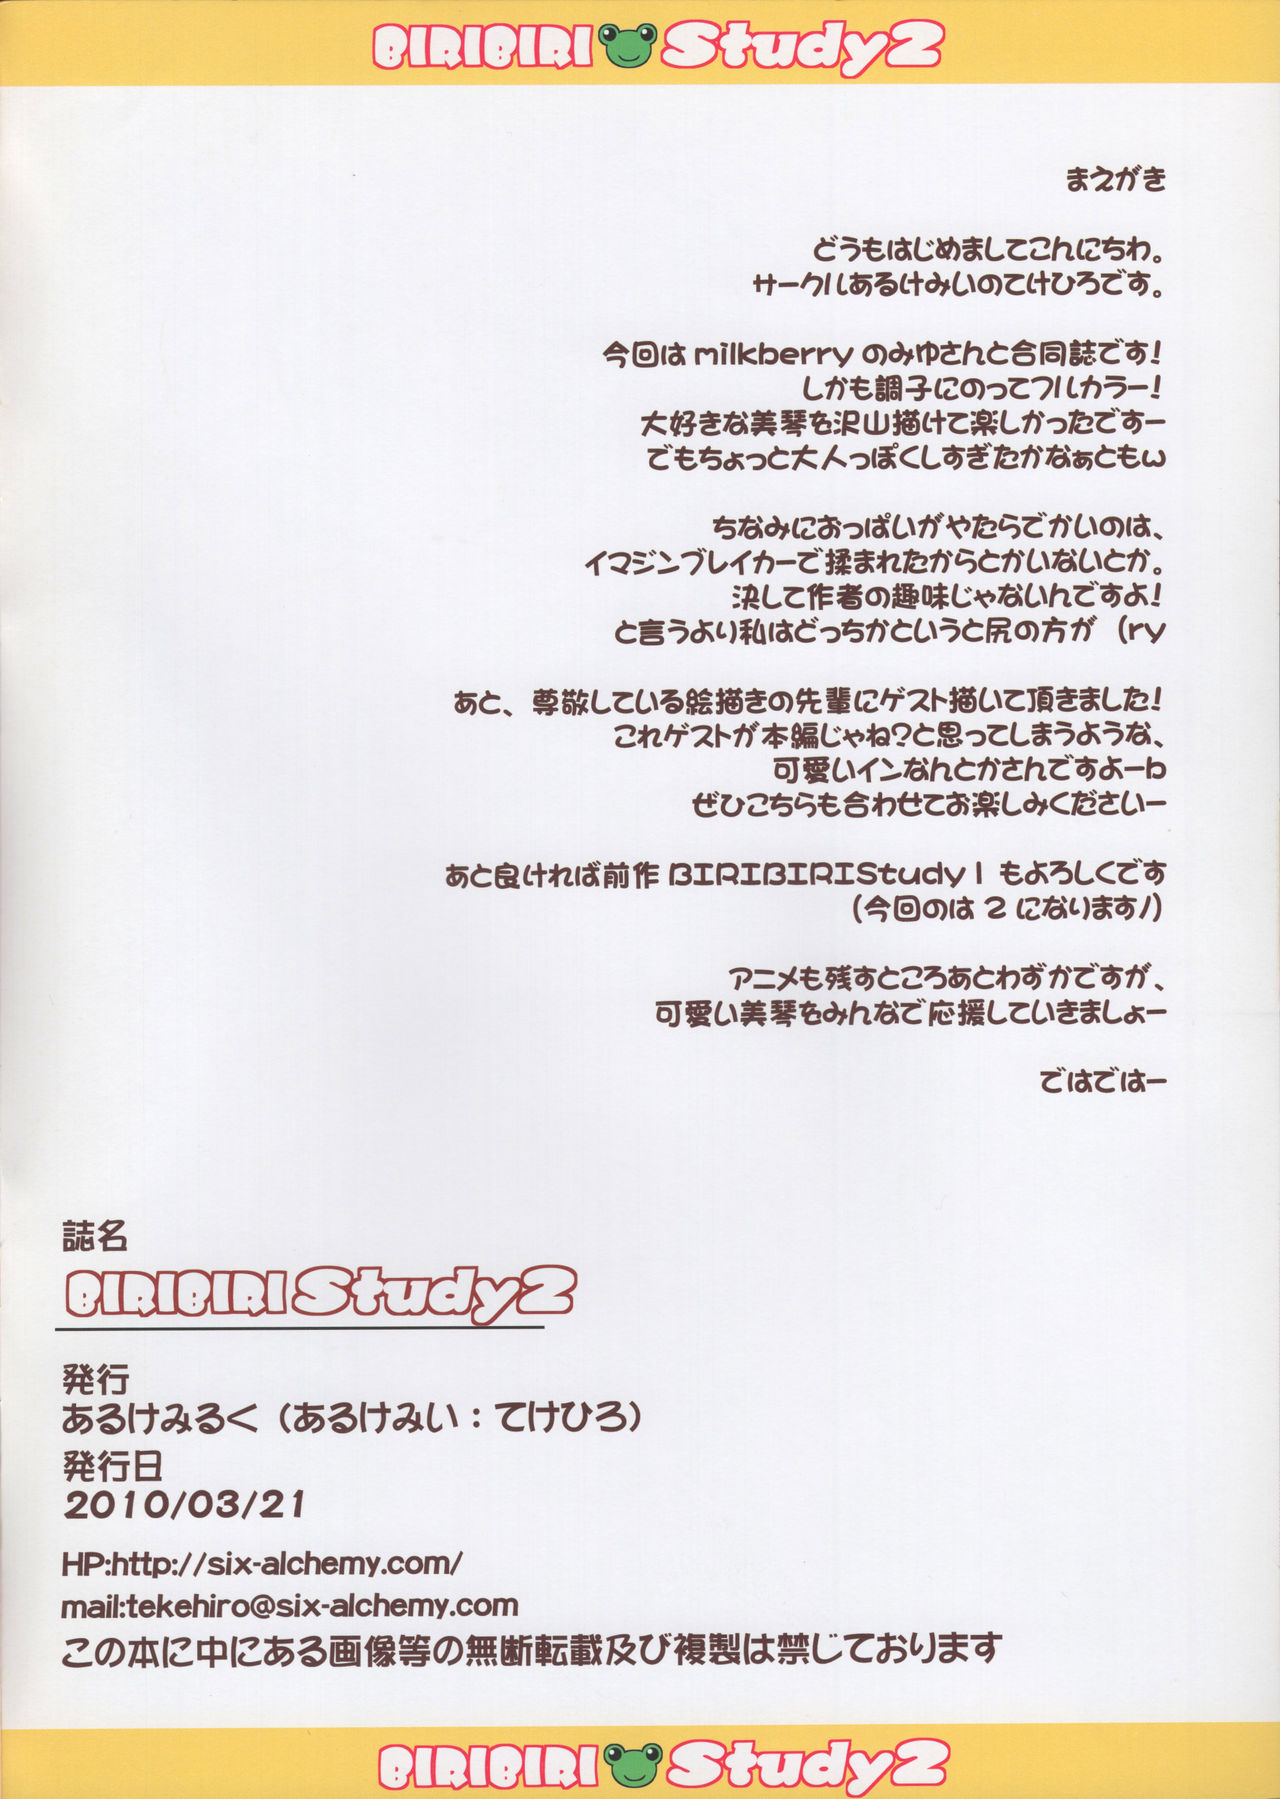 BIRIBIRI Study2
まえがき
どうもはじめましてこんにちわ。
サークルあるけみいのてけひろです。
今回は milkberry のみゆさんと合同誌です！
しかも調子にのってフルカラー！
大好きな美琴を沢山描けて楽しかったですー
でもちょっと大人っぽくしすぎたかなぁともω
ちなみにおっぱいがやたらでかいのは、
イマジンブレイカーで揉まれたからとかいないとか。
決して作者の趣味じゃないんですよ！
と言うより私はどっちかというと尻の方が（ry
あと、尊敬している絵描きの先輩にゲスト描いて頂きました！
これゲストが本編じゃね？と思ってしまうような、
可愛いインなんとかさんですよーb
ぜひこちらも合わせてお楽しみくださいー
あと良ければ前作 BIRIBIRIStudy1 もよろしくです
（今回のは 2 になりますﾉ）
アニメも残すところあとわずかですが、
可愛い美琴をみんなで応援していきましょー
ではではー
誌名
BIRIBIRI Study2
発行
あるけみるく（あるけみい：てけひろ）
発行日
2010/03/21
HP:http://six-alchemy.com/
mail:tekehiro@six-alchemy.com
この本に中にある画像等の無断転載及び複製は禁じております
BIRIBIRI Study2